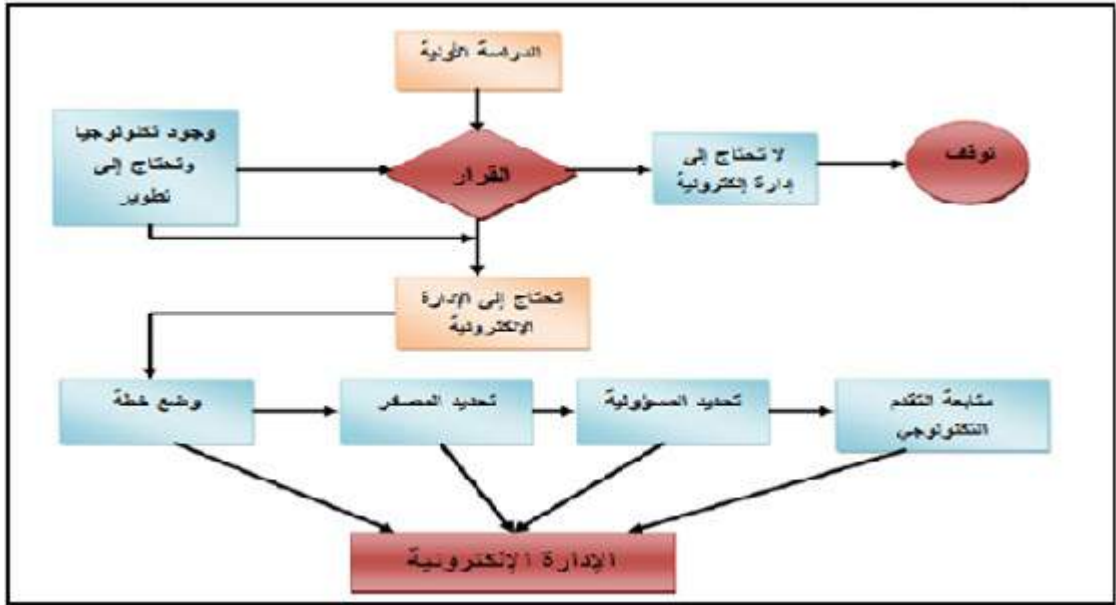 الدراسة الأولية
وجود تكنولوجيا
وتحتاج إلى
تطوير
القرار
لا تحتاج إلى
إدارة إلكترونية
توقف
تحتاج إلى الإدارة
الإلكترونية
وضع خطة
تحديد المصادر
تحديد المسؤولية
متابعة التقدم
التكنولوجي
الإدارة الإلكترونية